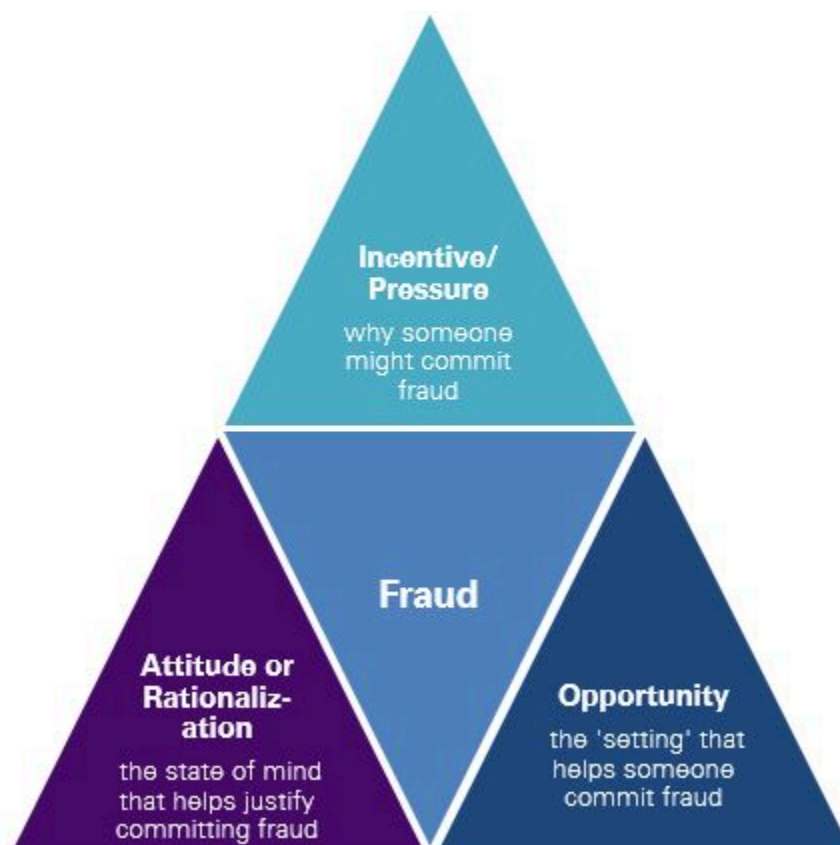 Incentive/
Pressure
why someone
might commit
fraud
Fraud
Attitude or
Rationaliz-
ation
the state of mind
that helps justify
committing fraud
Opportunity
the 'setting' that
helps someone
commit fraud